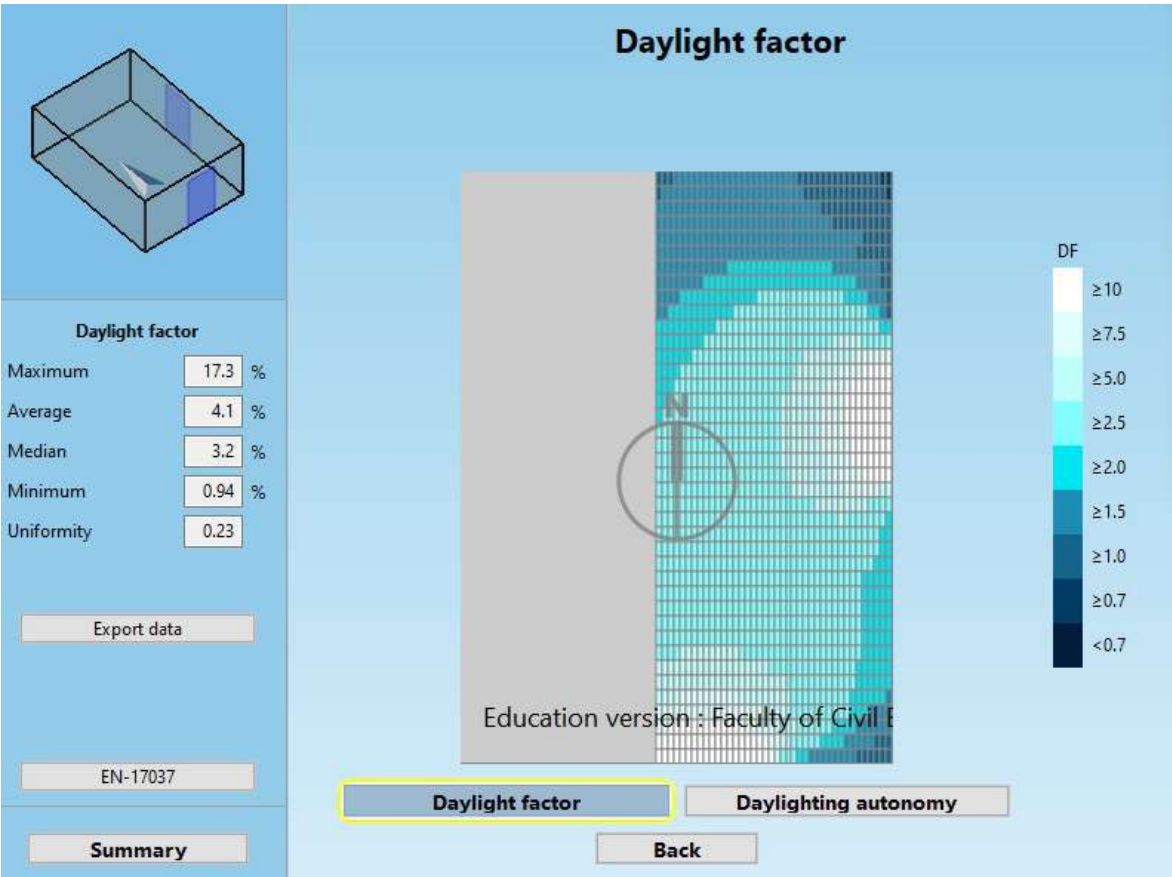 Daylight factor
Daylight factor
Maximum 17.3 %
Average 4.1 %
Median 3.2 %
Minimum 0.94 %
Uniformity 0.23
Export data
EN-17037
Summary
N
Education version : Faculty of Civil
DF
≥10
≥7.5
≥5.0
≥2.5
≥2.0
≥1.5
≥1.0
≥0.7
<0.7
Daylight factor
Daylighting autonomy
Back